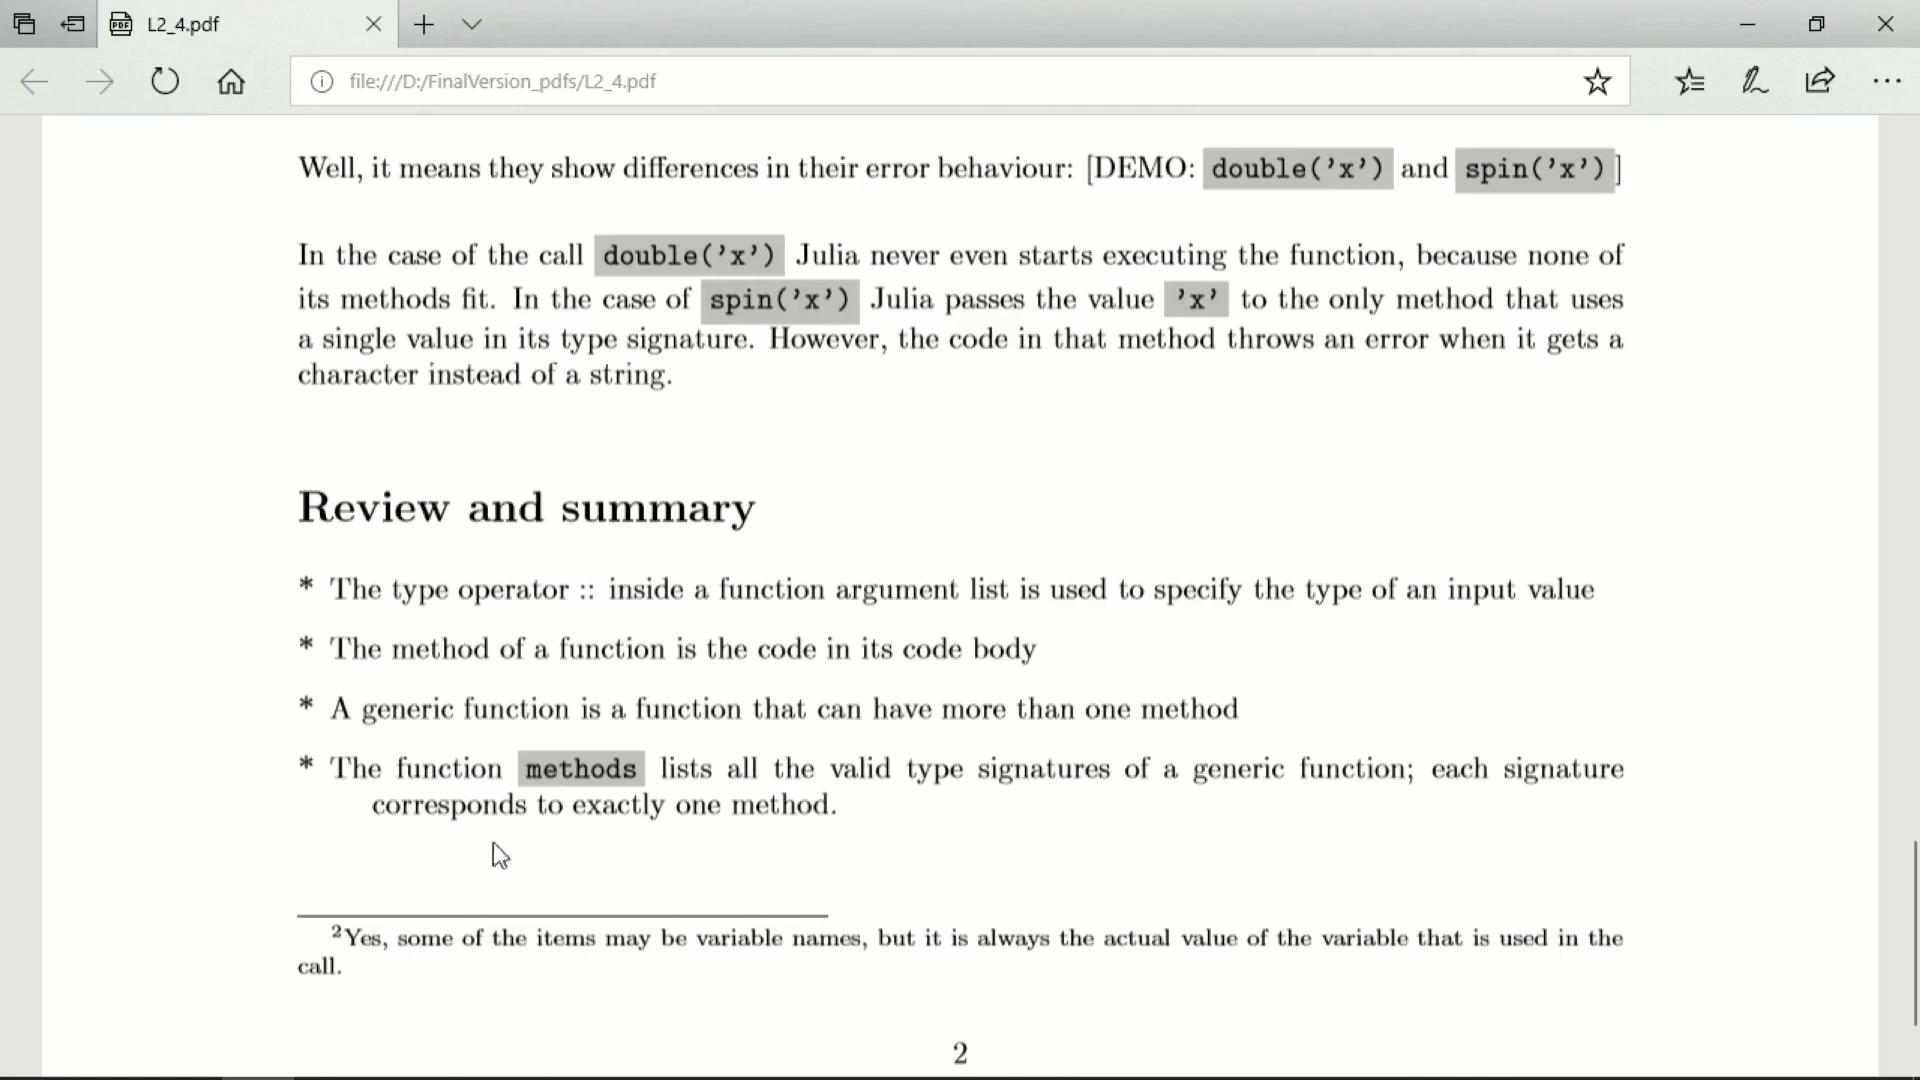 L2_4.pdf
file:///D:/FinalVersion_pdfs/L2_4.pdf
Well, it means they show differences in their error behaviour: [DEMO: double('x') and spin('x') ]
In the case of the call double('x') Julia never even starts executing the function, because none of
its methods fit. In the case of spin('x') Julia passes the value 'x' to the only method that uses
a single value in its type signature. However, the code in that method throws an error when it gets a
character instead of a string.
Review and summary
* The type operator :: inside a function argument list is used to specify the type of an input value
* The method of a function is the code in its code body
* A generic function is a function that can have more than one method
* The function methods lists all the valid type signatures of a generic function; each signature
corresponds to exactly one method.
2Yes, some of the items may be variable names, but it is always the actual value of the variable that is used in the
call.
2